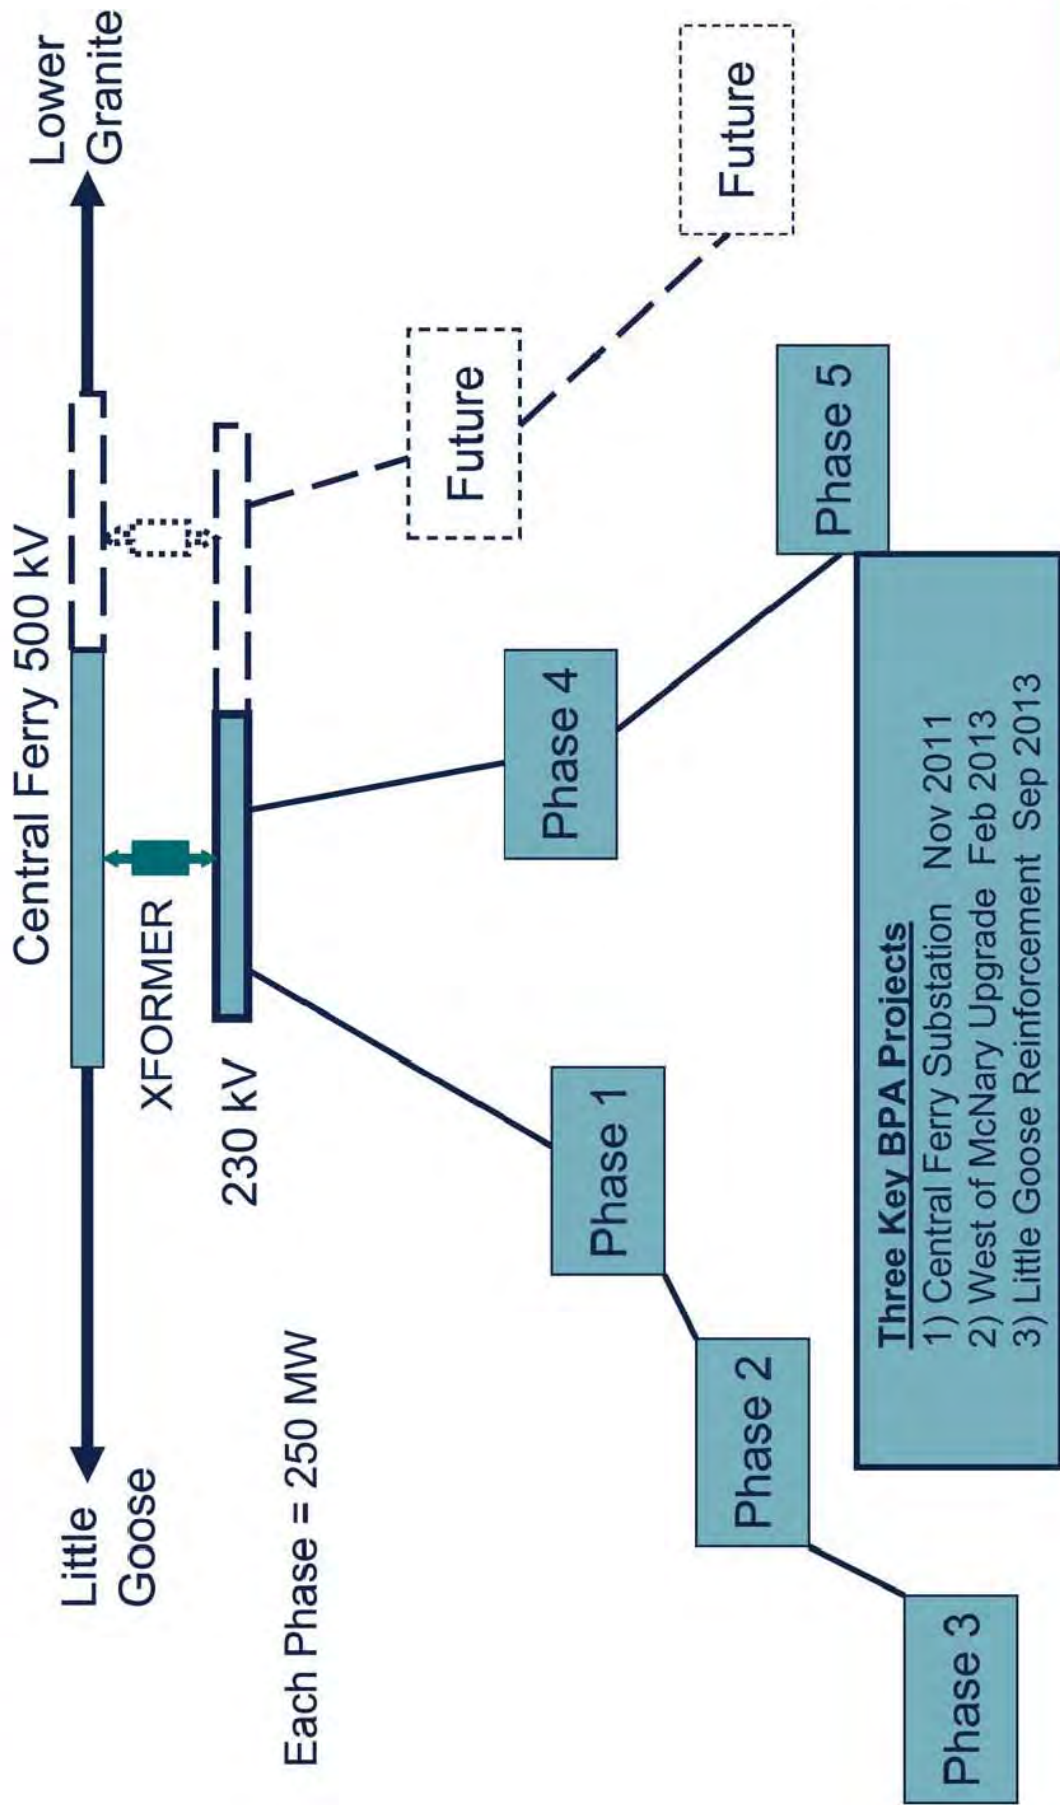 Central Ferry 500 kV
Little
Goose
Lower
Granite
XFORMER
230 kV
Each Phase = 250 MW
Future
Future
Phase 1
Phase 2
Phase 3
Phase 4
Phase 5
Three Key BPA Projects
1) Central Ferry Substation Nov 2011
2) West of McNary Upgrade Feb 2013
3) Little Goose Reinforcement Sep 2013